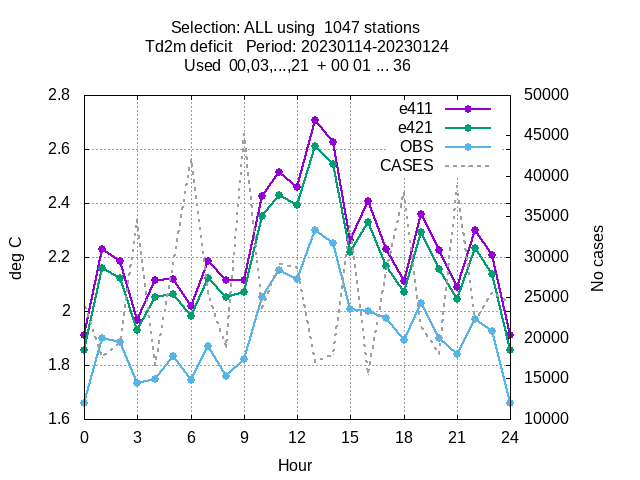 Selection: ALL using  1047 stations
Td2m deficit   Period: 20230114-20230124
Used  00,03,...,21  + 00 01 ... 36
e411
e421
OBS
CASES
2.8
2.6
2.4
2.2
2
1.8
1.6
deg C
50000
45000
40000
35000
30000
25000
20000
15000
10000
No cases
0 3 6 9 12 15 18 21 24
Hour